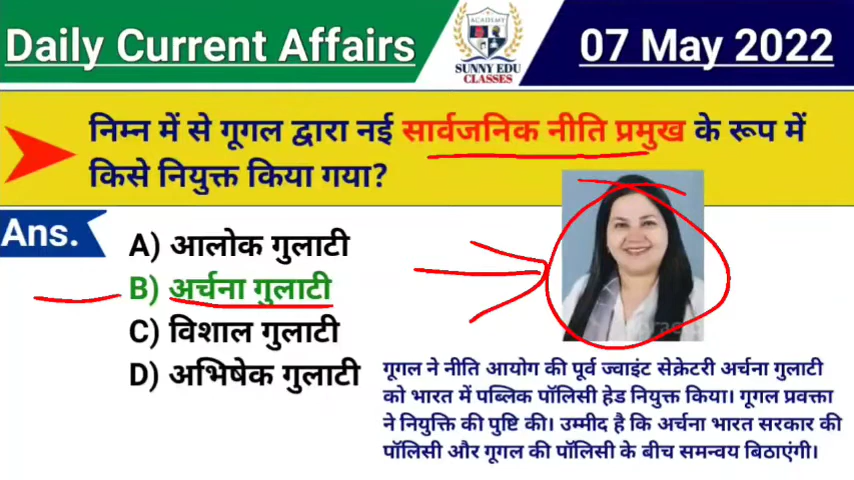 Daily Current Affairs
ACADEMY
SUNNY EDU
CLASSES
07 May 2022
निम्न में से गूगल द्वारा नई सार्वजनिक नीति प्रमुख के रूप में
किसे नियुक्त किया गया?
Ans.
A) आलोक गुलाटी
B) अर्चना गुलाटी
C) विशाल गुलाटी
D) अभिषेक गुलाटी
गूगल ने नीति आयोग की पूर्व ज्वाइंट सेक्रेटरी अर्चना गुलाटी
को भारत में पब्लिक पॉलिसी हेड नियुक्त किया। गूगल प्रवक्ता
ने नियुक्ति की पुष्टि की। उम्मीद है कि अर्चना भारत सरकार की
पॉलिसी और गूगल की पॉलिसी के बीच समन्वय बिठाएंगी।